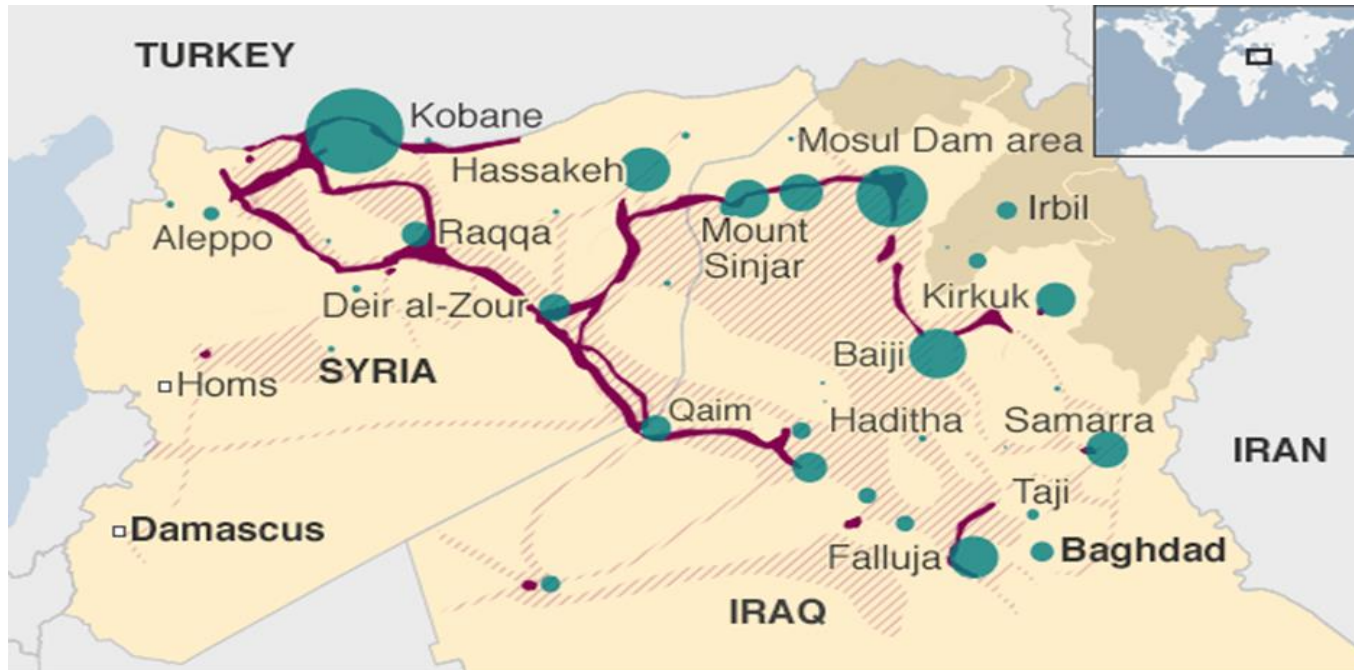 TURKEY
Kobane
Mosul Dam area
Hassakeh
Irbil
Aleppo
Raqqa
Mount
Sinjar
Deir al-Zour
Kirkuk
Baiji
SYRIA
Homs
Qaim
Haditha
Samarra
IRAN
Taji
Damascus
Falluja
Baghdad
IRAQ